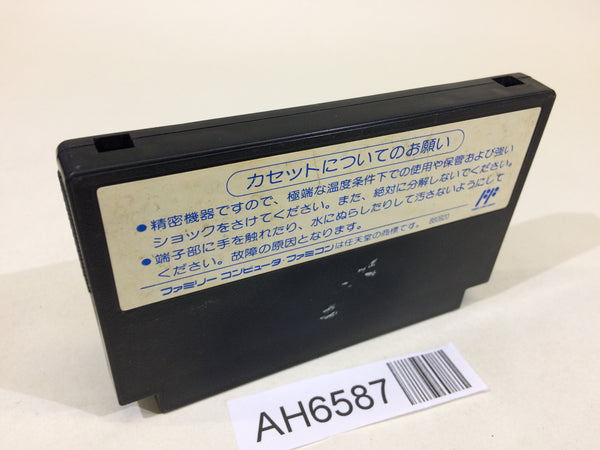 カセットについてのお願い
●精密機器ですので、極端な温度条件下での使用や保管および強い
ショックをさけてください。また、絶対に分解しないでください。
●端子部に手を触れたり、水にぬらしたりして汚さないようにして
ください。故障の原因となります。
ファミリーコンピュータ・ファミコンは任天堂の商標です。
AH6587